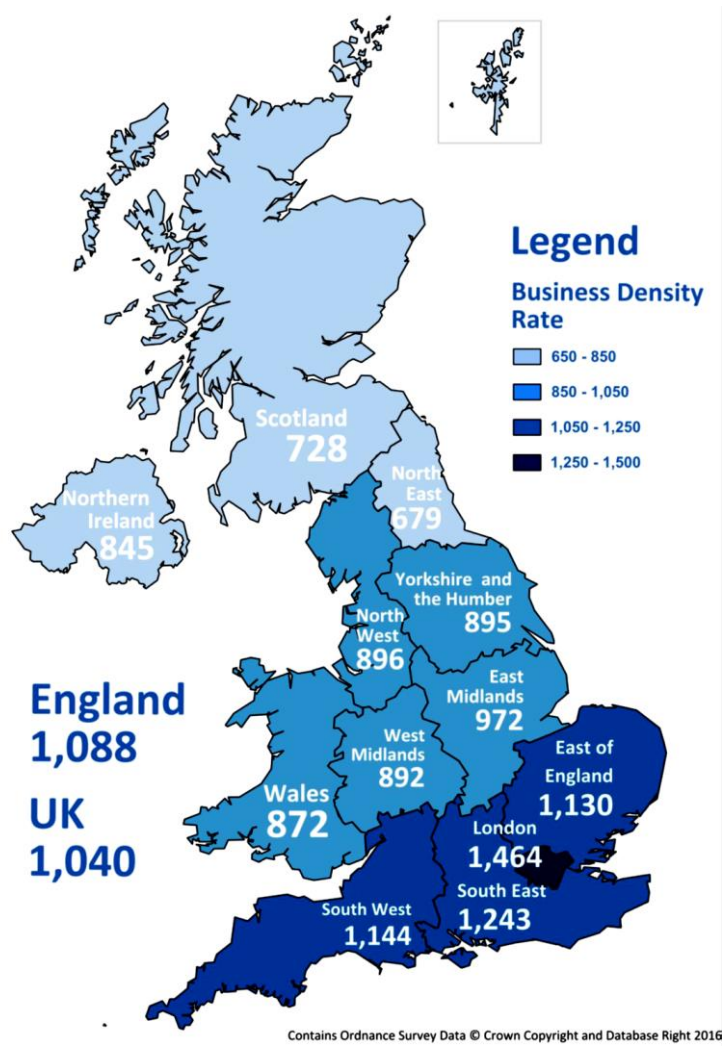 Legend
Business Density
Rate
650 - 850
850 - 1,050
1,050 - 1,250
1,250 - 1,500
Scotland
728
North
East
679
Northern
Ireland
845
Yorkshire and
the Humber
895
North
West
896
East
Midlands
972
England
1,088
West
Midlands
892
East of
England
1,130
Wales
872
UK
1,040
London
1,464
South East
1,243
South West
1,144
Contains Ordnance Survey Data © Crown Copyright and Database Right 2016